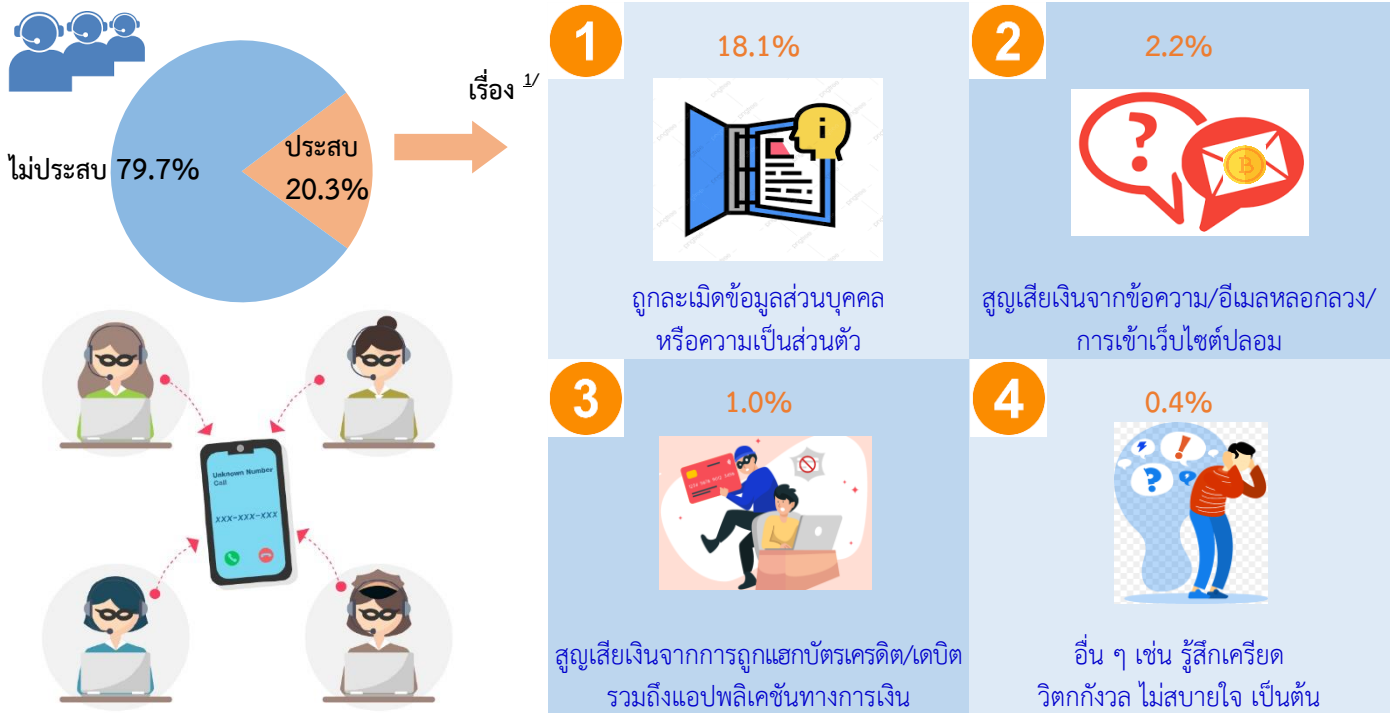 ไม่ประสบ 79.7%
ประสบ
20.3%
เรื่อง 1/
1
18.1%
i
ถูกละเมิดข้อมูลส่วนบุคคล
หรือความเป็นส่วนตัว
2
2.2%
?
B
สูญเสียเงินจากข้อความ/อีเมลหลอกลวง/
การเข้าเว็บไซต์ปลอม
Unknown Number
Call
XXX-XXX-XXX
3
1.0%
สูญเสียเงินจากการถูกแฮกบัตรเครดิต/เดบิต
รวมถึงแอปพลิเคชันทางการเงิน
4
0.4%
?
!
?
อื่น ๆ เช่น รู้สึกเครียด
วิตกกังวล ไม่สบายใจ เป็นต้น